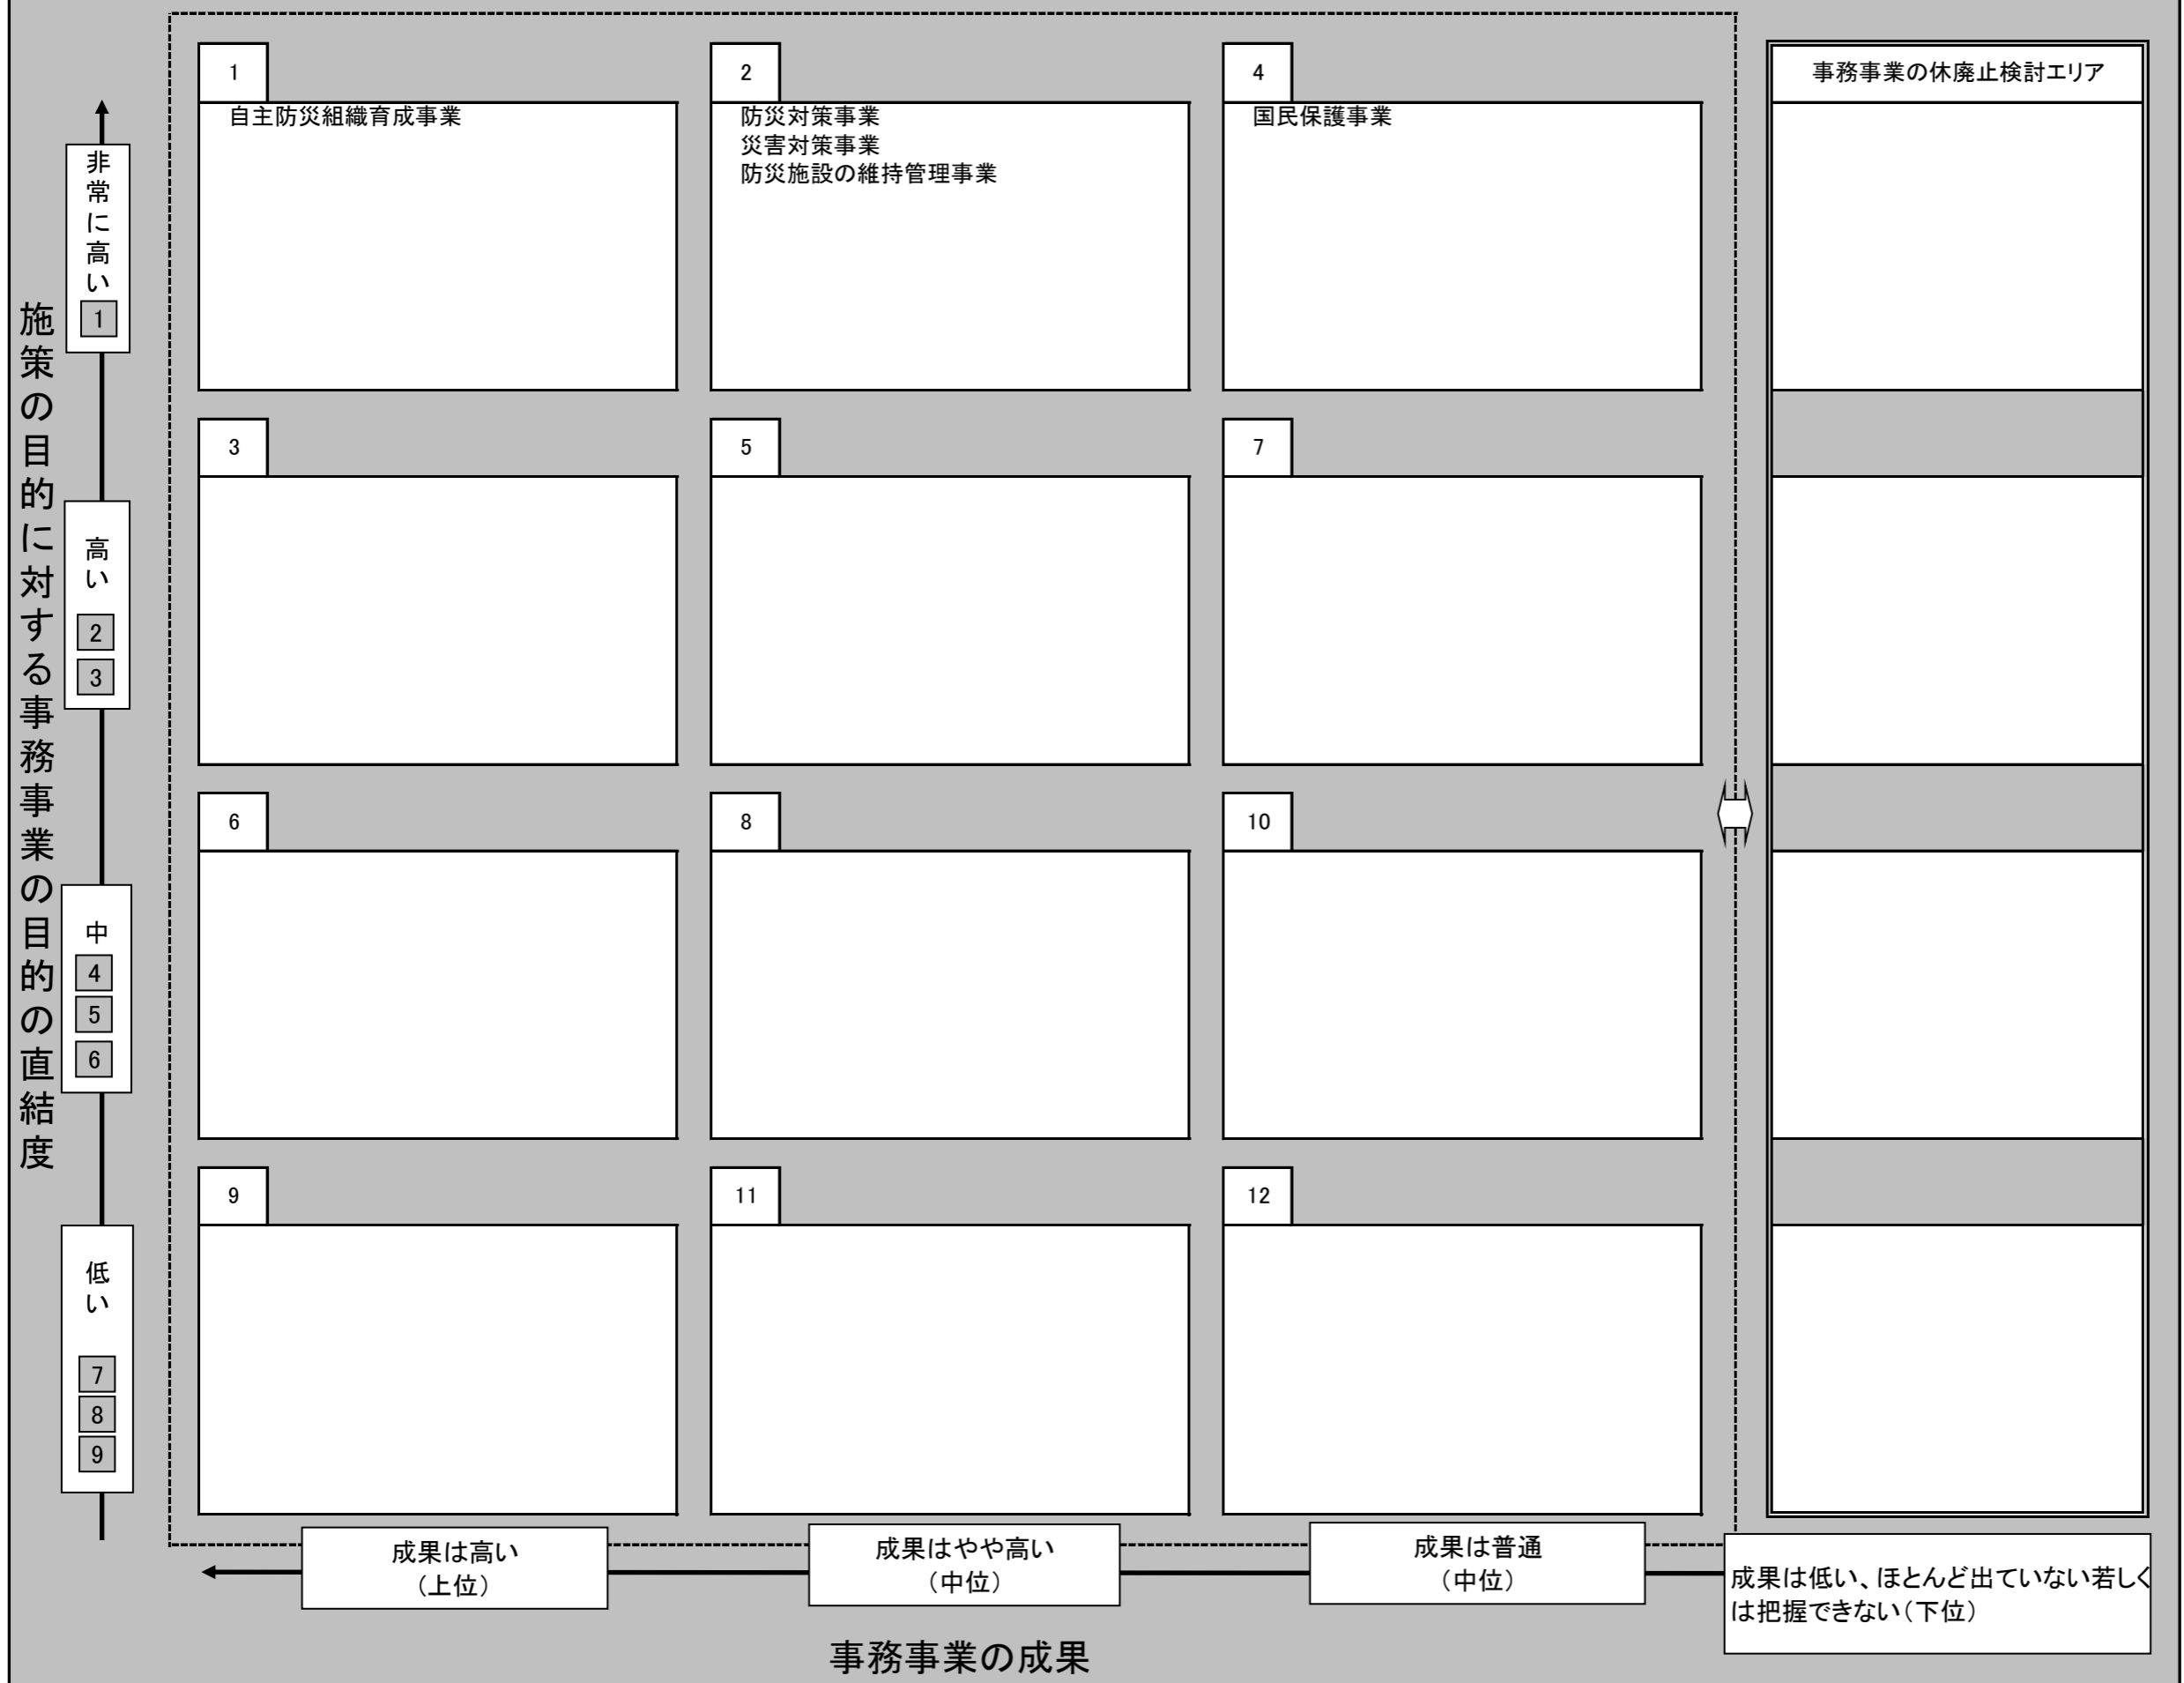 施策の目的に対する事務事業の目的の直結度
非常に高い
1
高い
2
3
中
4
5
6
低い
7
8
9
1
自主防災組織育成事業
2
防災対策事業
災害対策事業
防災施設の維持管理事業
4
国民保護事業
事務事業の休廃止検討エリア
3
5
7
6
8
10
9
11
12
成果は高い
（上位）
成果はやや高い
（中位）
成果は普通
（中位）
成果は低い、ほとんど出ていない若しく
は把握できない（下位）
事務事業の成果